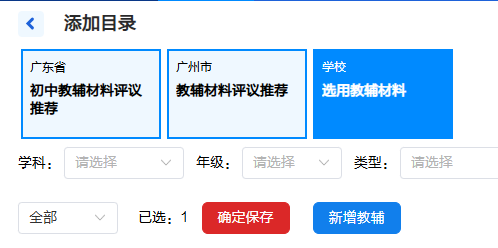 添加目录
广东省
初中教辅材料评议
推荐
广州市
教辅材料评议推荐
学校
选用教辅材料
学科： 请选择 年级： 请选择 类型： 请选择
全部 已选：1 确定保存 新增教辅